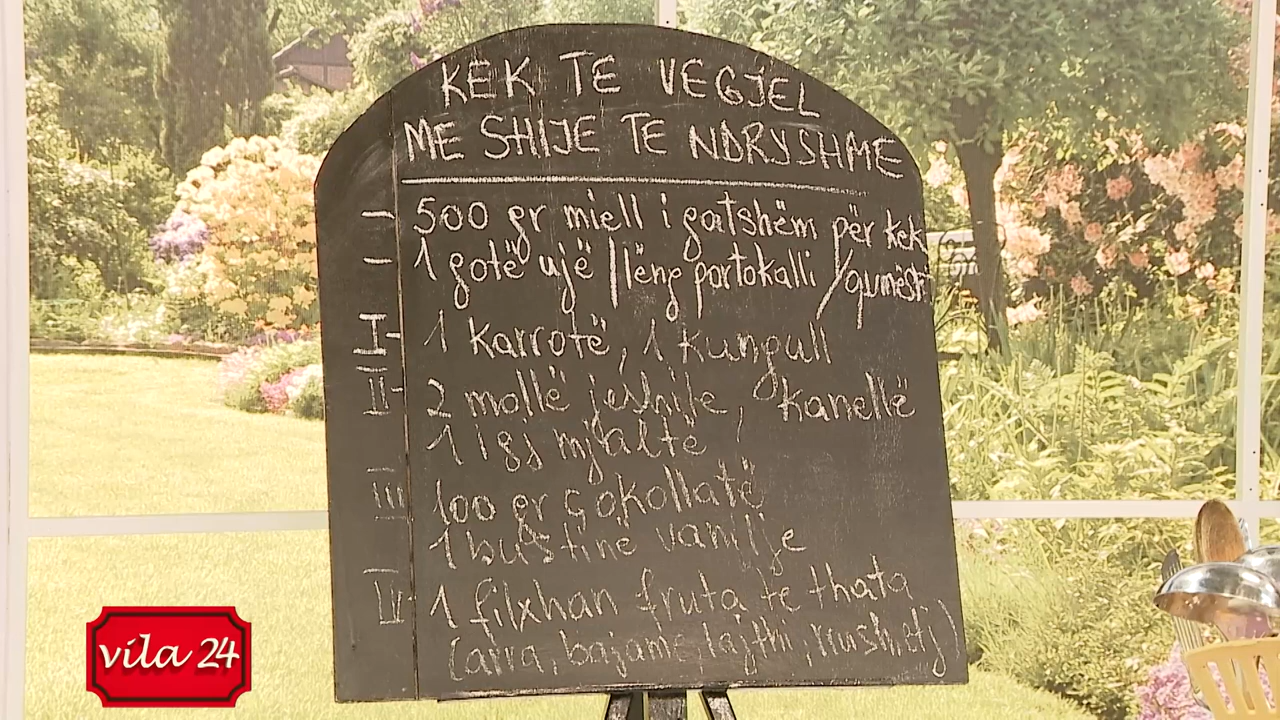 KEK TE VEGJEL
ME SHIJE TE NDRYSHME
- 500 gr miell i gatshëm për kek
- 1 gotë ujë /lëng portokalli /qumësht
I- 1 karrotë, 1 kungull
II- 2 mollë jeshile, kanellë
1 lgj mjaltë
III 100 gr çokollatë
1 bustinë vanilje
IV 1 filxhan fruta të thata
(arra, bajame, lajthi, rrush, etj)
vila 24